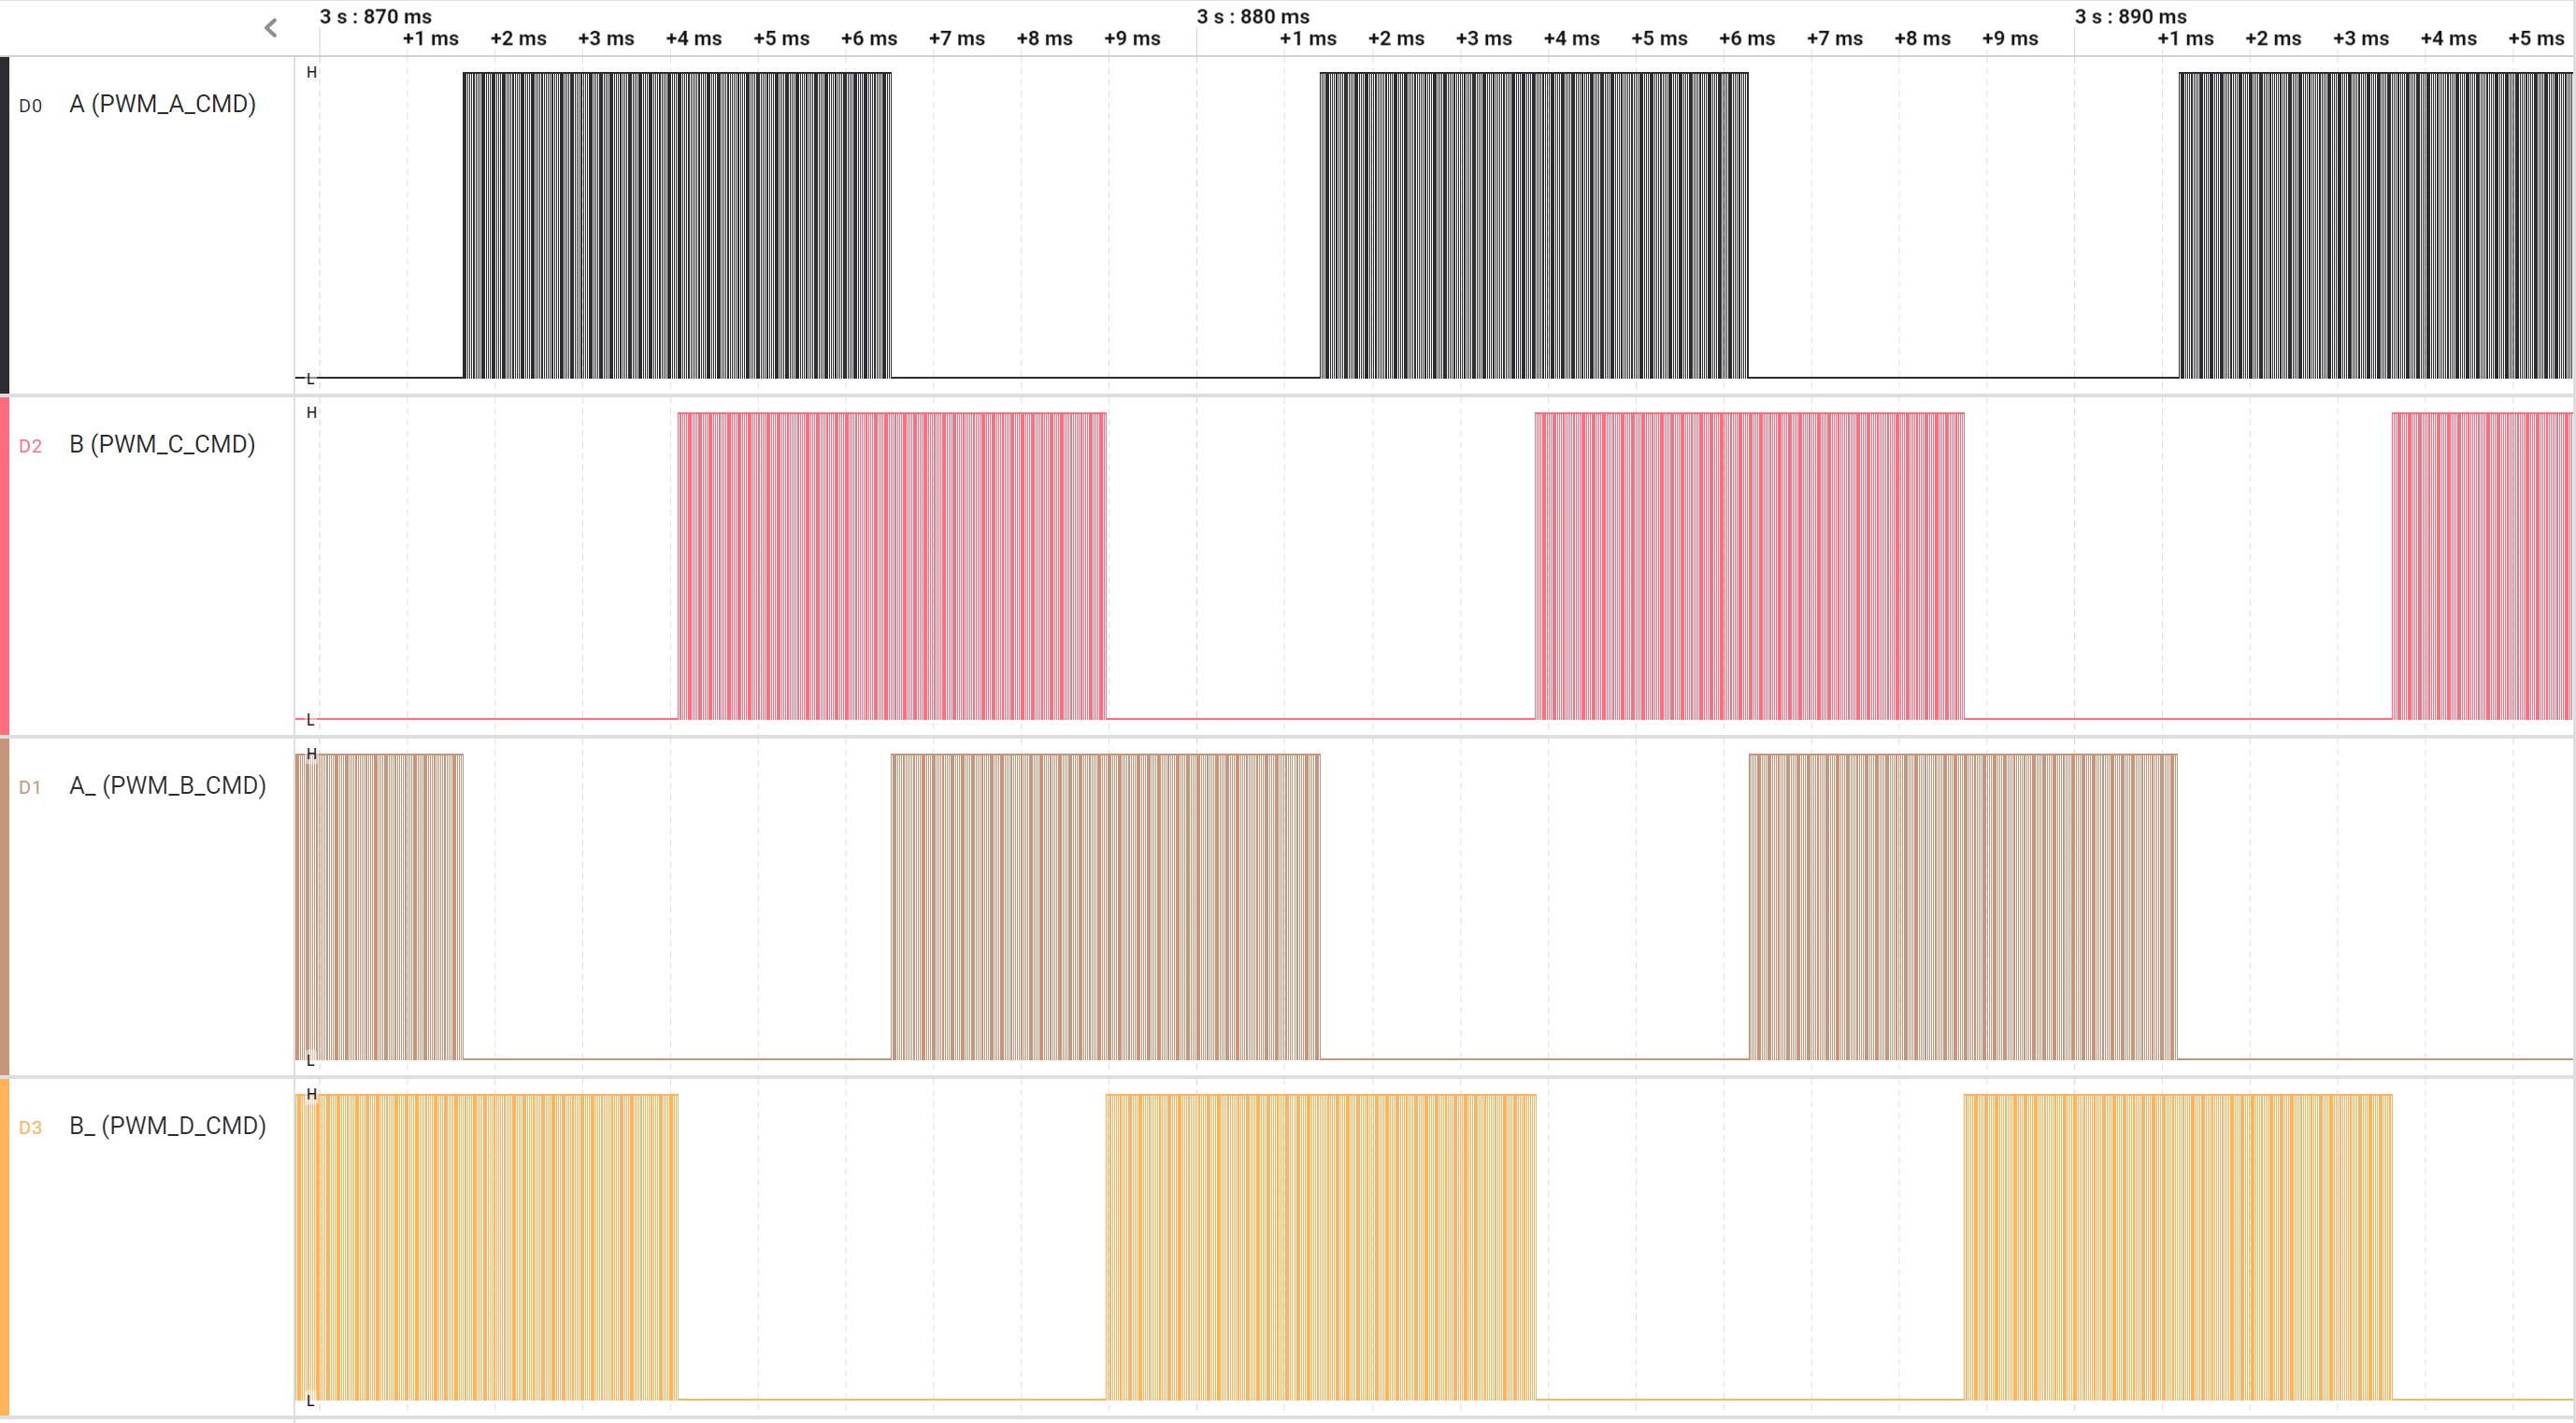 3 s : 870 ms 3 s : 880 ms 3 s : 890 ms
+1 ms +2 ms +3 ms +4 ms +5 ms +6 ms +7 ms +8 ms +9 ms +1 ms +2 ms +3 ms +4 ms +5 ms +6 ms +7 ms +8 ms +9 ms +1 ms +2 ms +3 ms +4 ms +5 ms
H
D0 A (PWM_A_CMD)
L
H
D2 B (PWM_C_CMD)
L
H
D1 A_ (PWM_B_CMD)
L
H
D3 B_ (PWM_D_CMD)
L